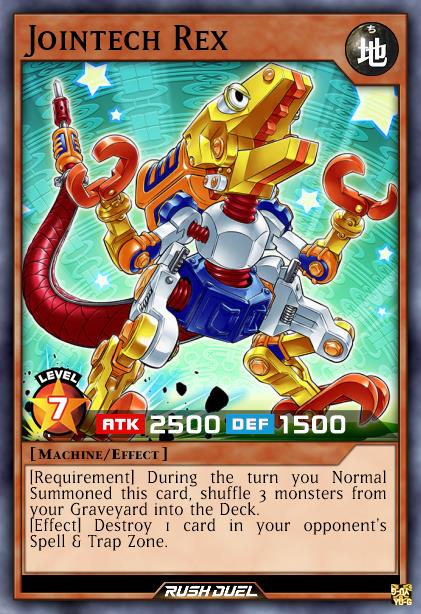 Jointech Rex
ち
地
LEVEL
7
ATK 2500 DEF 1500
[Machine/Effect]
[Requirement] During the turn you Normal
Summoned this card, shuffle 3 monsters from
your Graveyard into the Deck.
[Effect] Destroy 1 card in your opponent's
Spell & Trap Zone.
RUSH DUEL